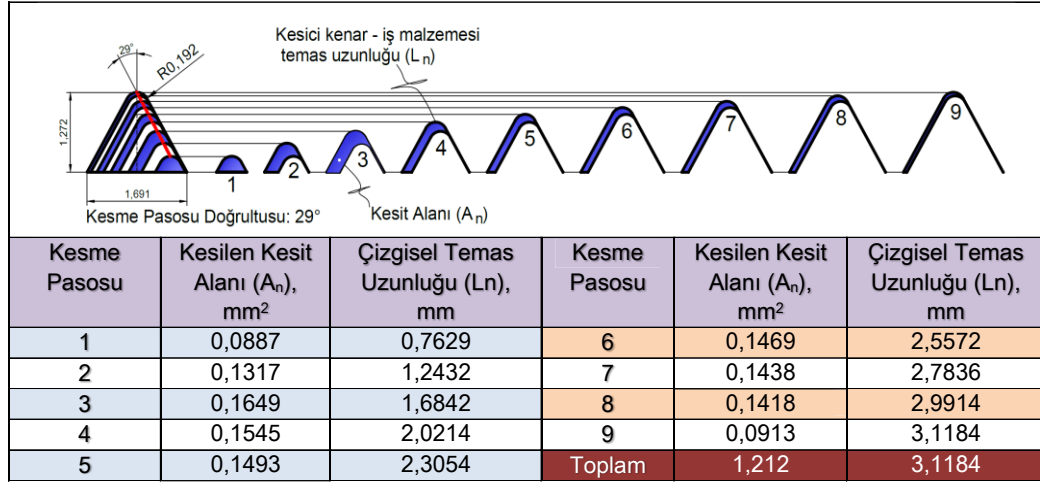 Kesici kenar - iş malzemesi
temas uzunluğu (L n)
29°
R0,192
1,272
1,691
1
2
3
4
5
6
7
8
9
Kesme Pasosu Doğrultusu: 29°
Kesit Alanı (A n)
Kesme Pasosu | Kesilen Kesit Alanı (An), mm² | Çizgisel Temas Uzunluğu (Ln), mm | Kesme Pasosu | Kesilen Kesit Alanı (An), mm² | Çizgisel Temas Uzunluğu (Ln), mm
1 | 0,0887 | 0,7629 | 6 | 0,1469 | 2,5572
2 | 0,1317 | 1,2432 | 7 | 0,1438 | 2,7836
3 | 0,1649 | 1,6842 | 8 | 0,1418 | 2,9914
4 | 0,1545 | 2,0214 | 9 | 0,0913 | 3,1184
5 | 0,1493 | 2,3054 | Toplam | 1,212 | 3,1184